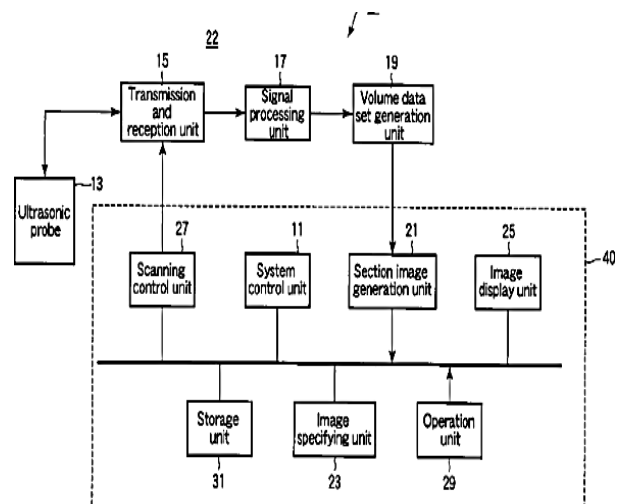 22
15
17
19
Transmission and reception unit
Signal processing unit
Volume data set generation unit
13
Ultrasonic probe
27
11
21
25
Scanning control unit
System control unit
Section image generation unit
Image display unit
40
Storage unit
Image specifying unit
Operation unit
31
23
29